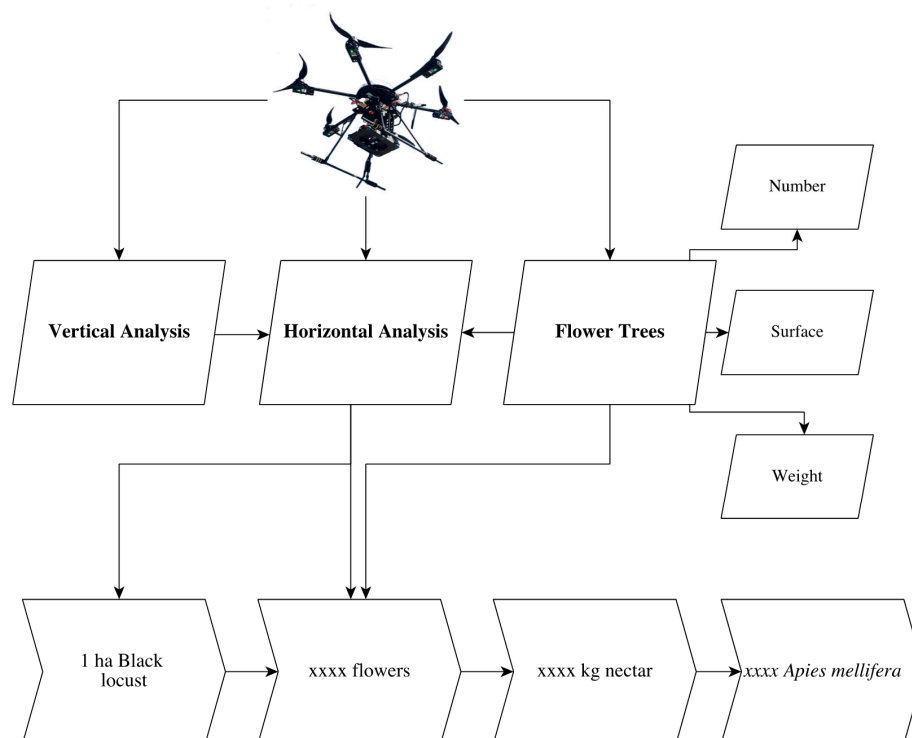 Number
Vertical Analysis
Horizontal Analysis
Flower Trees
Surface
Weight
1 ha Black
locust
xxxx flowers
xxxx kg nectar
xxxx Apies mellifera